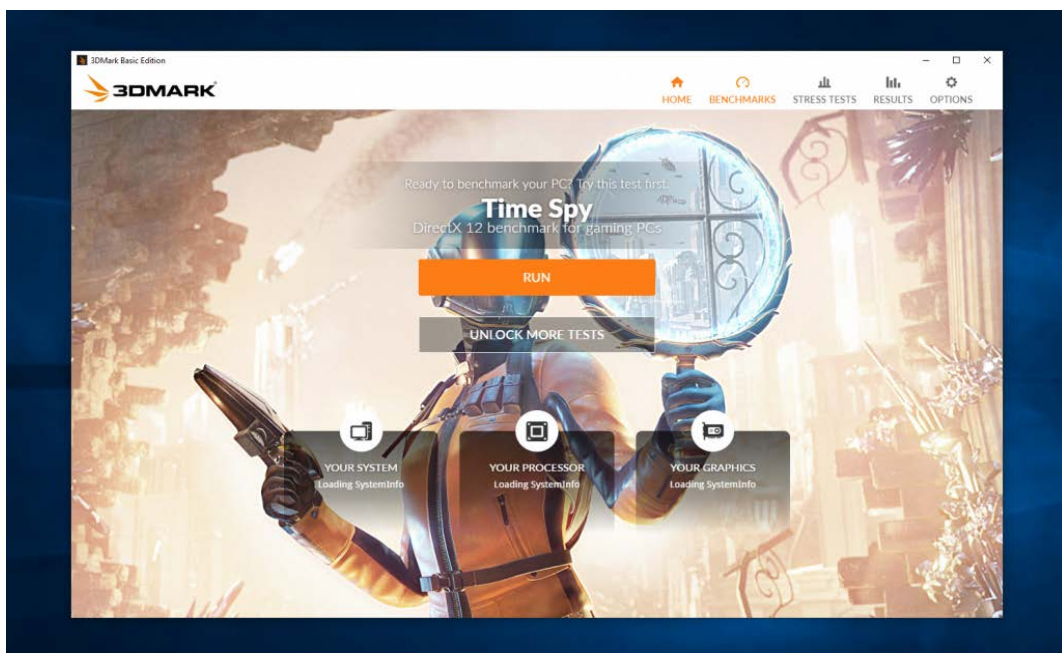 3DMark Basic Edition
3DMARK
HOME BENCHMARKS STRESS TESTS RESULTS OPTIONS
Ready to benchmark your PC? Try this test first.
Time Spy
DirectX 12 benchmark for gaming PCs
RUN
UNLOCK MORE TESTS
YOUR SYSTEM
Loading SystemInfo
YOUR PROCESSOR
Loading SystemInfo
YOUR GRAPHICS
Loading SystemInfo